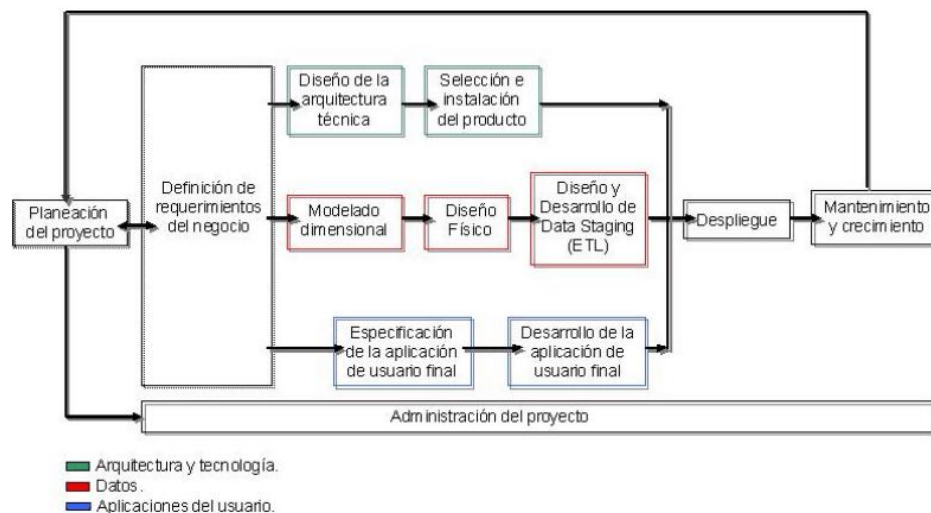 Diseño de la
arquitectura
técnica
Selección e
instalación
del producto
Planeación
del proyecto
Definición de
requerimientos
del negocio
Modelado
dimensional
Diseño
Físico
Diseño y
Desarrollo de
Data Staging
(ETL)
Despliegue
Mantenimiento
y crecimiento
Especificación
de la aplicación
de usuario final
Desarrollo de la
aplicación de
usuario final
Administración del proyecto
Arquitectura y tecnología.
Datos.
Aplicaciones del usuario.